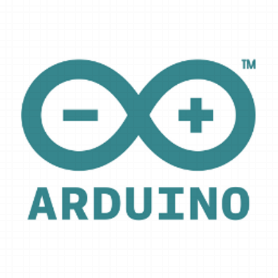 TM
- +
ARDUINO